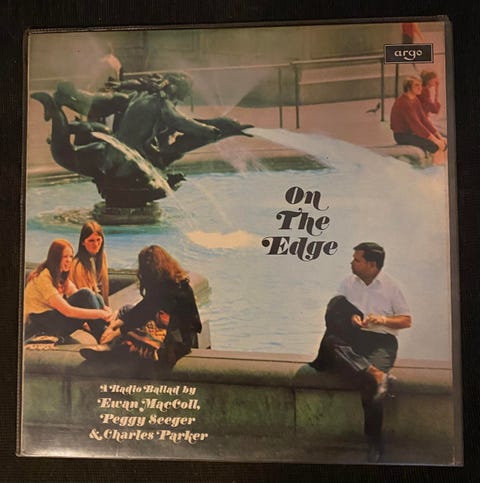 argo
On
The
Edge
A Radio Ballad by
Ewan MacColl,
Peggy Seeger
& Charles Parker